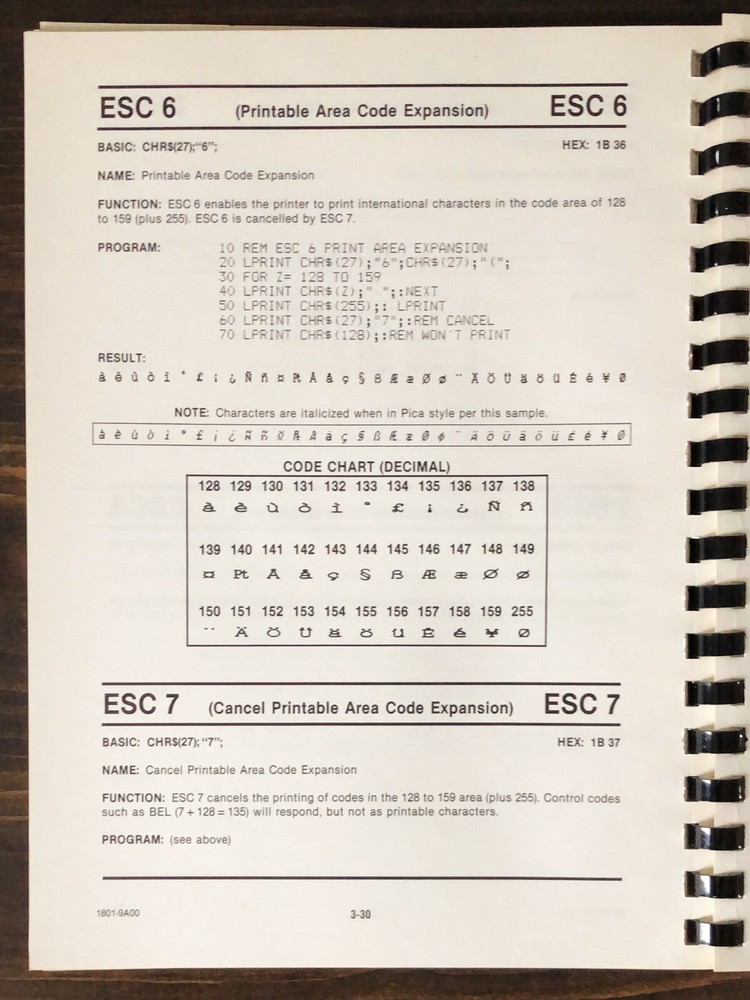 ESC 6 (Printable Area Code Expansion) ESC 6
BASIC: CHR$(27);“6”; HEX: 1B 36
NAME: Printable Area Code Expansion
FUNCTION: ESC 6 enables the printer to print international characters in the code area of 128
to 159 (plus 255). ESC 6 is cancelled by ESC 7.
PROGRAM: 10 REM ESC 6 PRINT AREA EXPANSION
20 LPRINT CHR$(27);"6";CHR$(27);"(";
30 FOR Z= 128 TO 159
40 LPRINT CHR$(Z);" ";:NEXT
50 LPRINT CHR$(255);: LPRINT
60 LPRINT CHR$(27);"7";:REM CANCEL
70 LPRINT CHR$(128);:REM WON'T PRINT
RESULT:
à è ù ò ì ° £ ¡ ¿ Ñ ñ ¤ ₧ Å å ç § ß Æ æ Ø ø ¨ Ä Ö Ü ä ö ü É é ¥ Ø
NOTE: Characters are italicized when in Pica style per this sample.
à è ù ò ì ° £ ¡ ¿ Ñ ñ ¤ ₧ Å å ç § ß Æ æ Ø ø ¨ Ä Ö Ü ä ö ü É é ¥ Ø
CODE CHART (DECIMAL)
128 129 130 131 132 133 134 135 136 137 138
à è ù ò ì ° £ ¡ ¿ Ñ ñ
139 140 141 142 143 144 145 146 147 148 149
¤ Pt Å å ç § ß Æ æ Ø ø
150 151 152 153 154 155 156 157 158 159 255
¨ Ä Ö Ü ä ö ü É é ¥ Ø
ESC 7 (Cancel Printable Area Code Expansion) ESC 7
BASIC: CHR$(27); “7”; HEX: 1B 37
NAME: Cancel Printable Area Code Expansion
FUNCTION: ESC 7 cancels the printing of codes in the 128 to 159 area (plus 255). Control codes
such as BEL (7 + 128 = 135) will respond, but not as printable characters.
PROGRAM: (see above)
1801-9A00 3-30